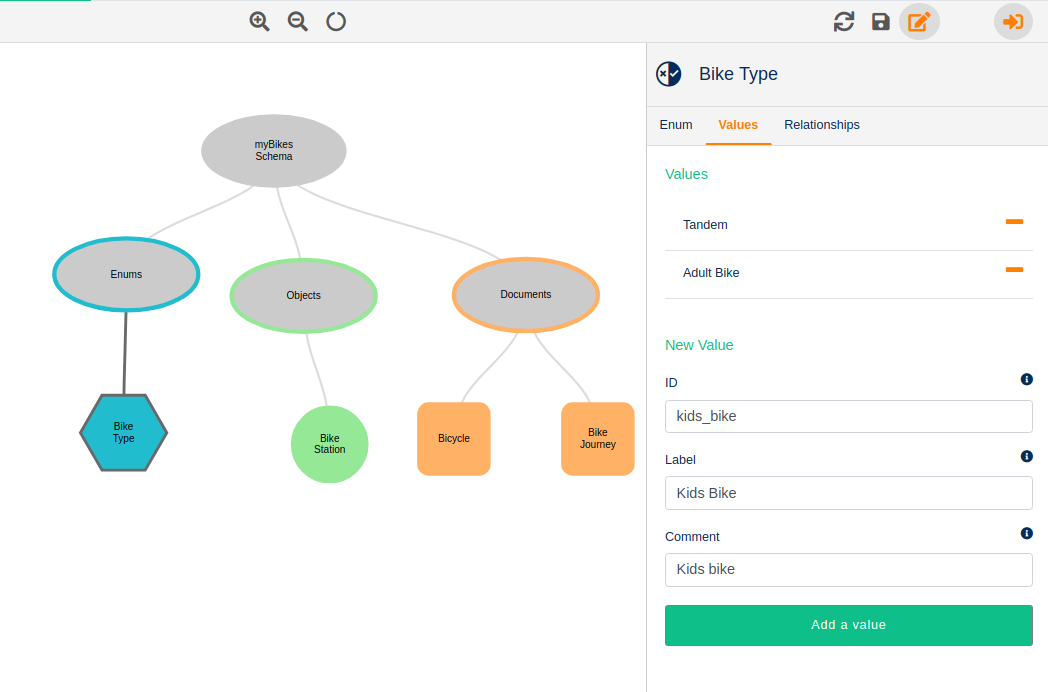 Bike Type
Enum Values Relationships
myBikes
Schema
Enums
Objects
Documents
Bike
Type
Bike
Station
Bicycle
Bike
Journey
Values
Tandem
Adult Bike
New Value
ID
kids_bike
Label
Kids Bike
Comment
Kids bike
Add a value